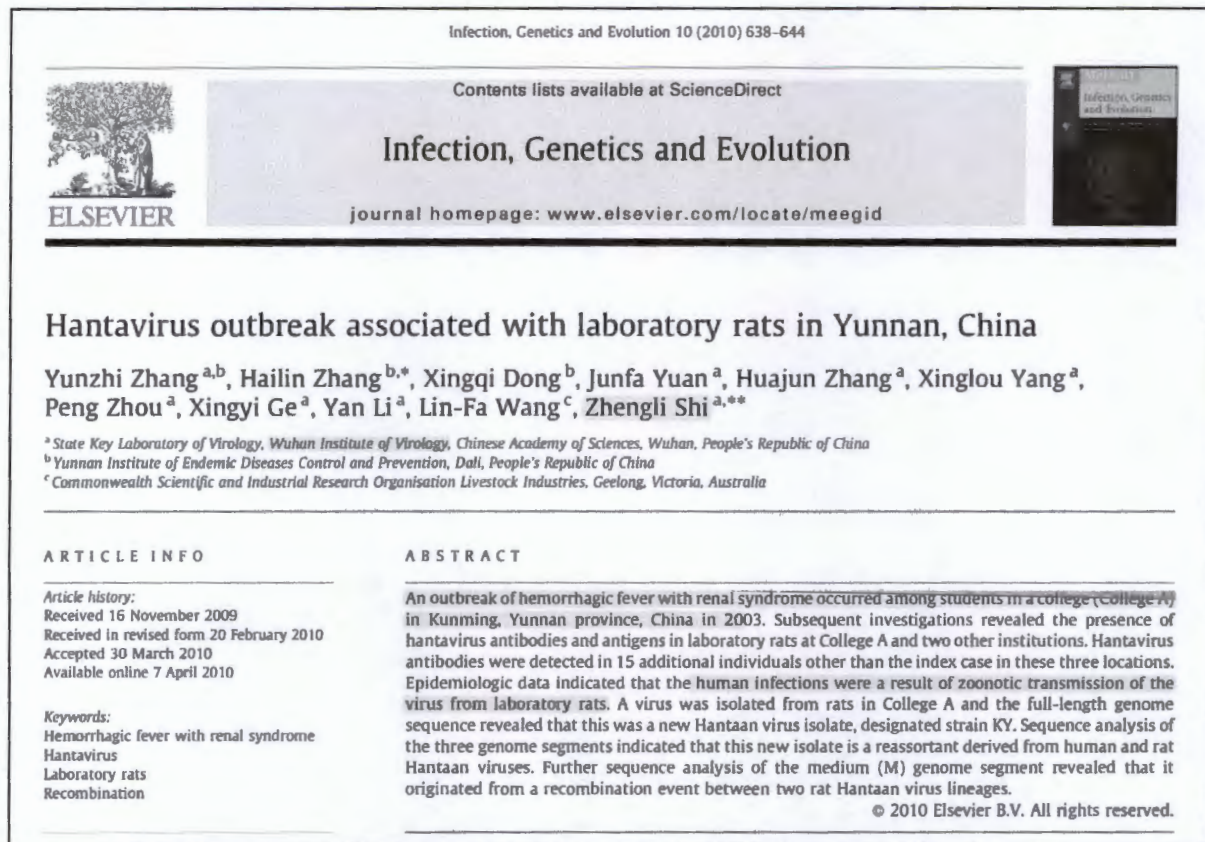 Infection, Genetics and Evolution 10 (2010) 638–644
Contents lists available at ScienceDirect
Infection, Genetics and Evolution
journal homepage: www.elsevier.com/locate/meegid
ELSEVIER
Infection, Genetics
and Evolution
Hantavirus outbreak associated with laboratory rats in Yunnan, China
Yunzhi Zhang a,b, Hailin Zhang b,*, Xingqi Dong b, Junfa Yuan a, Huajun Zhang a, Xinglou Yang a,
Peng Zhou a, Xingyi Ge a, Yan Li a, Lin-Fa Wang c, Zhengli Shi a,**
a State Key Laboratory of Virology, Wuhan Institute of Virology, Chinese Academy of Sciences, Wuhan, People's Republic of China
b Yunnan Institute of Endemic Diseases Control and Prevention, Dali, People's Republic of China
c Commonwealth Scientific and Industrial Research Organisation Livestock Industries, Geelong, Victoria, Australia
ARTICLE INFO
Article history:
Received 16 November 2009
Received in revised form 20 February 2010
Accepted 30 March 2010
Available online 7 April 2010
Keywords:
Hemorrhagic fever with renal syndrome
Hantavirus
Laboratory rats
Recombination
ABSTRACT
An outbreak of hemorrhagic fever with renal syndrome occurred among students in a college (College A)
in Kunming, Yunnan province, China in 2003. Subsequent investigations revealed the presence of
hantavirus antibodies and antigens in laboratory rats at College A and two other institutions. Hantavirus
antibodies were detected in 15 additional individuals other than the index case in these three locations.
Epidemiologic data indicated that the human infections were a result of zoonotic transmission of the
virus from laboratory rats. A virus was isolated from rats in College A and the full-length genome
sequence revealed that this was a new Hantaan virus isolate, designated strain KY. Sequence analysis of
the three genome segments indicated that this new isolate is a reassortant derived from human and rat
Hantaan viruses. Further sequence analysis of the medium (M) genome segment revealed that it
originated from a recombination event between two rat Hantaan virus lineages.
© 2010 Elsevier B.V. All rights reserved.